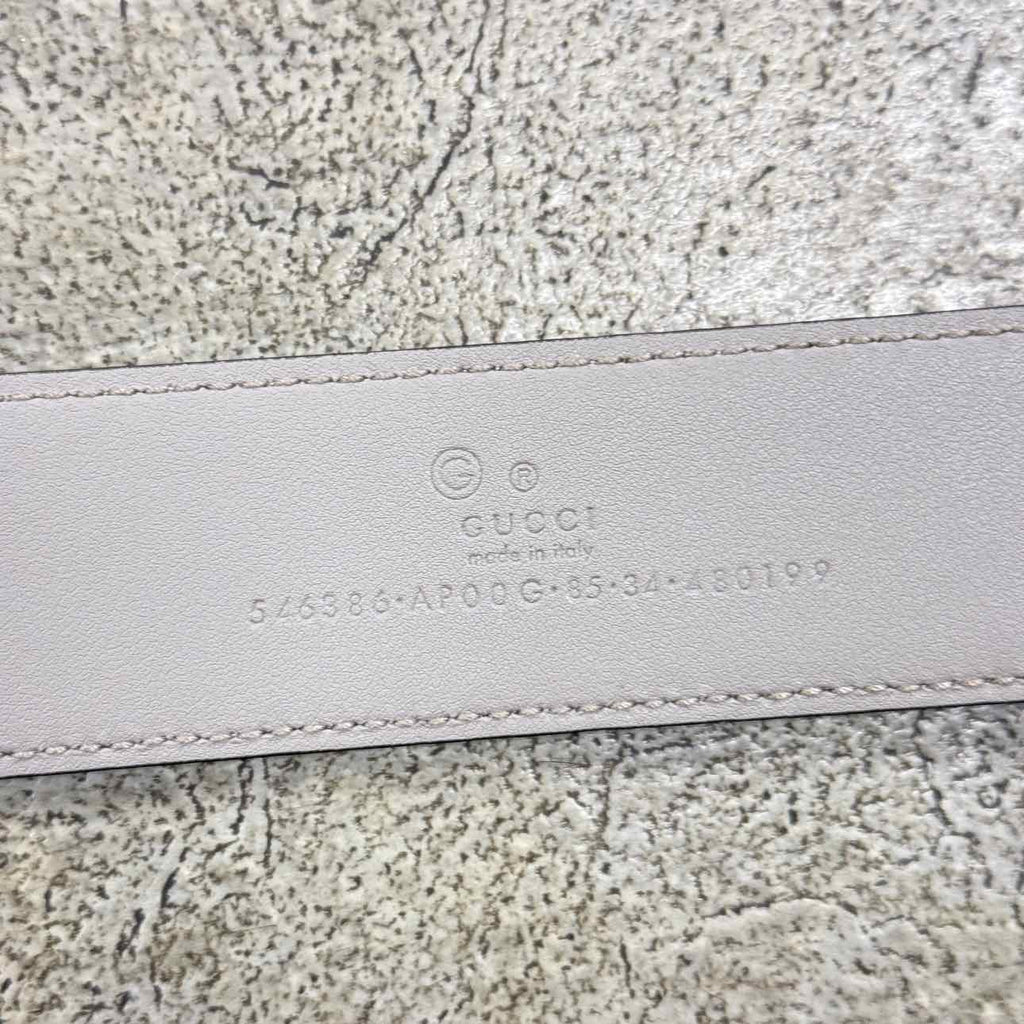 G ®
GUCCI
made in italy
546386·AP00G·85·34·480199